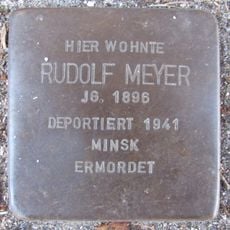 HIER WOHNTE
RUDOLF MEYER
JG. 1896
DEPORTIERT 1941
MINSK
ERMORDET